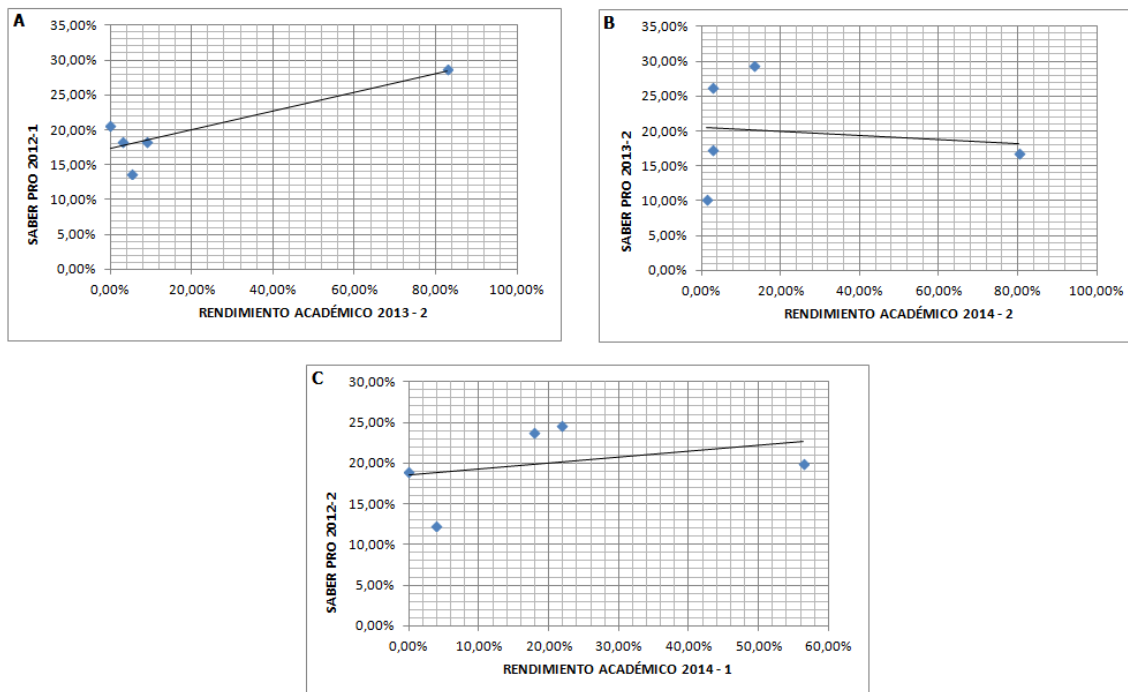 A
35,00%
30,00%
25,00%
20,00%
15,00%
10,00%
5,00%
0,00%
SABER PRO 2012-1
0,00% 20,00% 40,00% 60,00% 80,00% 100,00%
RENDIMIENTO ACADÉMICO 2013 - 2
B
35,00%
30,00%
25,00%
20,00%
15,00%
10,00%
5,00%
0,00%
SABER PRO 2013-2
0,00% 20,00% 40,00% 60,00% 80,00% 100,00%
RENDIMIENTO ACADÉMICO 2014 - 2
C
30,00%
25,00%
20,00%
15,00%
10,00%
5,00%
0,00%
SABER PRO 2012-2
0,00% 10,00% 20,00% 30,00% 40,00% 50,00% 60,00%
RENDIMIENTO ACADÉMICO 2014 - 1